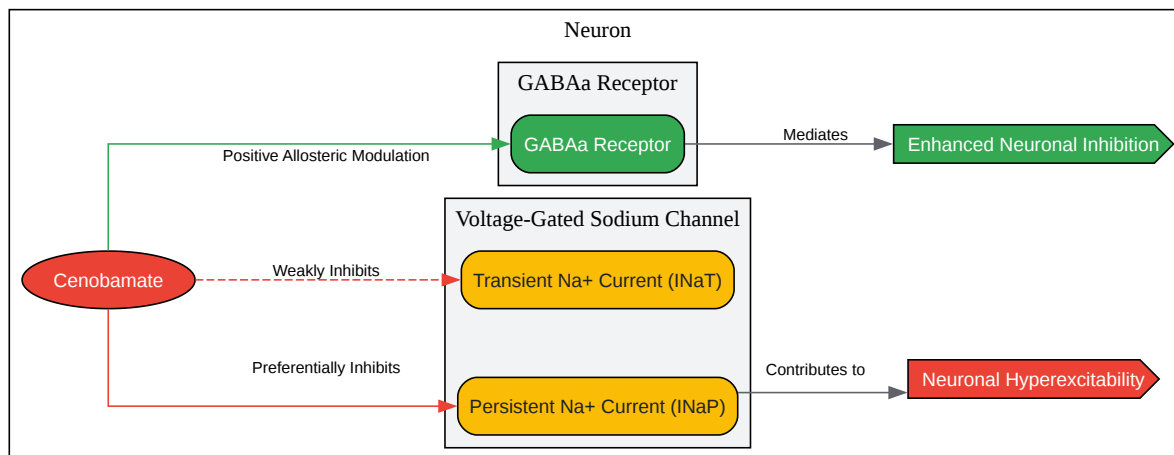 Neuron
GABAa Receptor
GABAa Receptor
Mediates
Enhanced Neuronal Inhibition
Positive Allosteric Modulation
Voltage-Gated Sodium Channel
Cenobamate
Weakly Inhibits
Transient Na+ Current (INaT)
Preferentially Inhibits
Persistent Na+ Current (INaP)
Contributes to
Neuronal Hyperexcitability